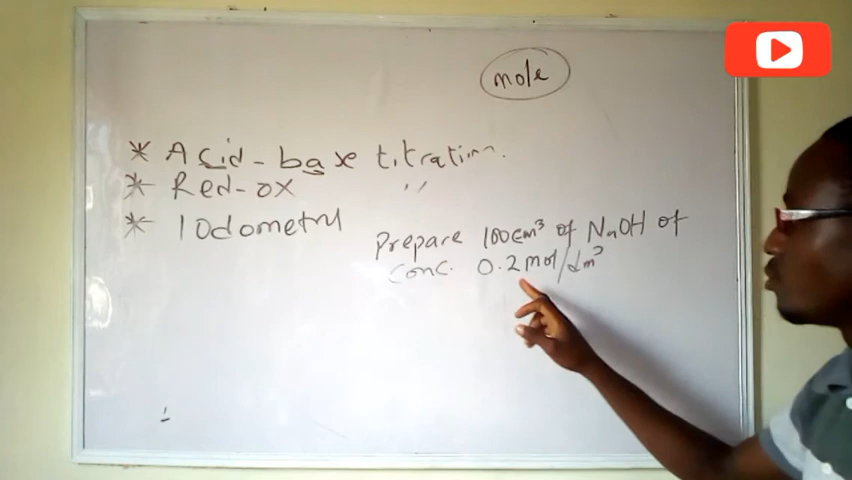 mole
* Acid-base titration.
* Red-ox "
* Iodometry
Prepare 100cm³ of NaOH of
conc. 0.2mol/dm³